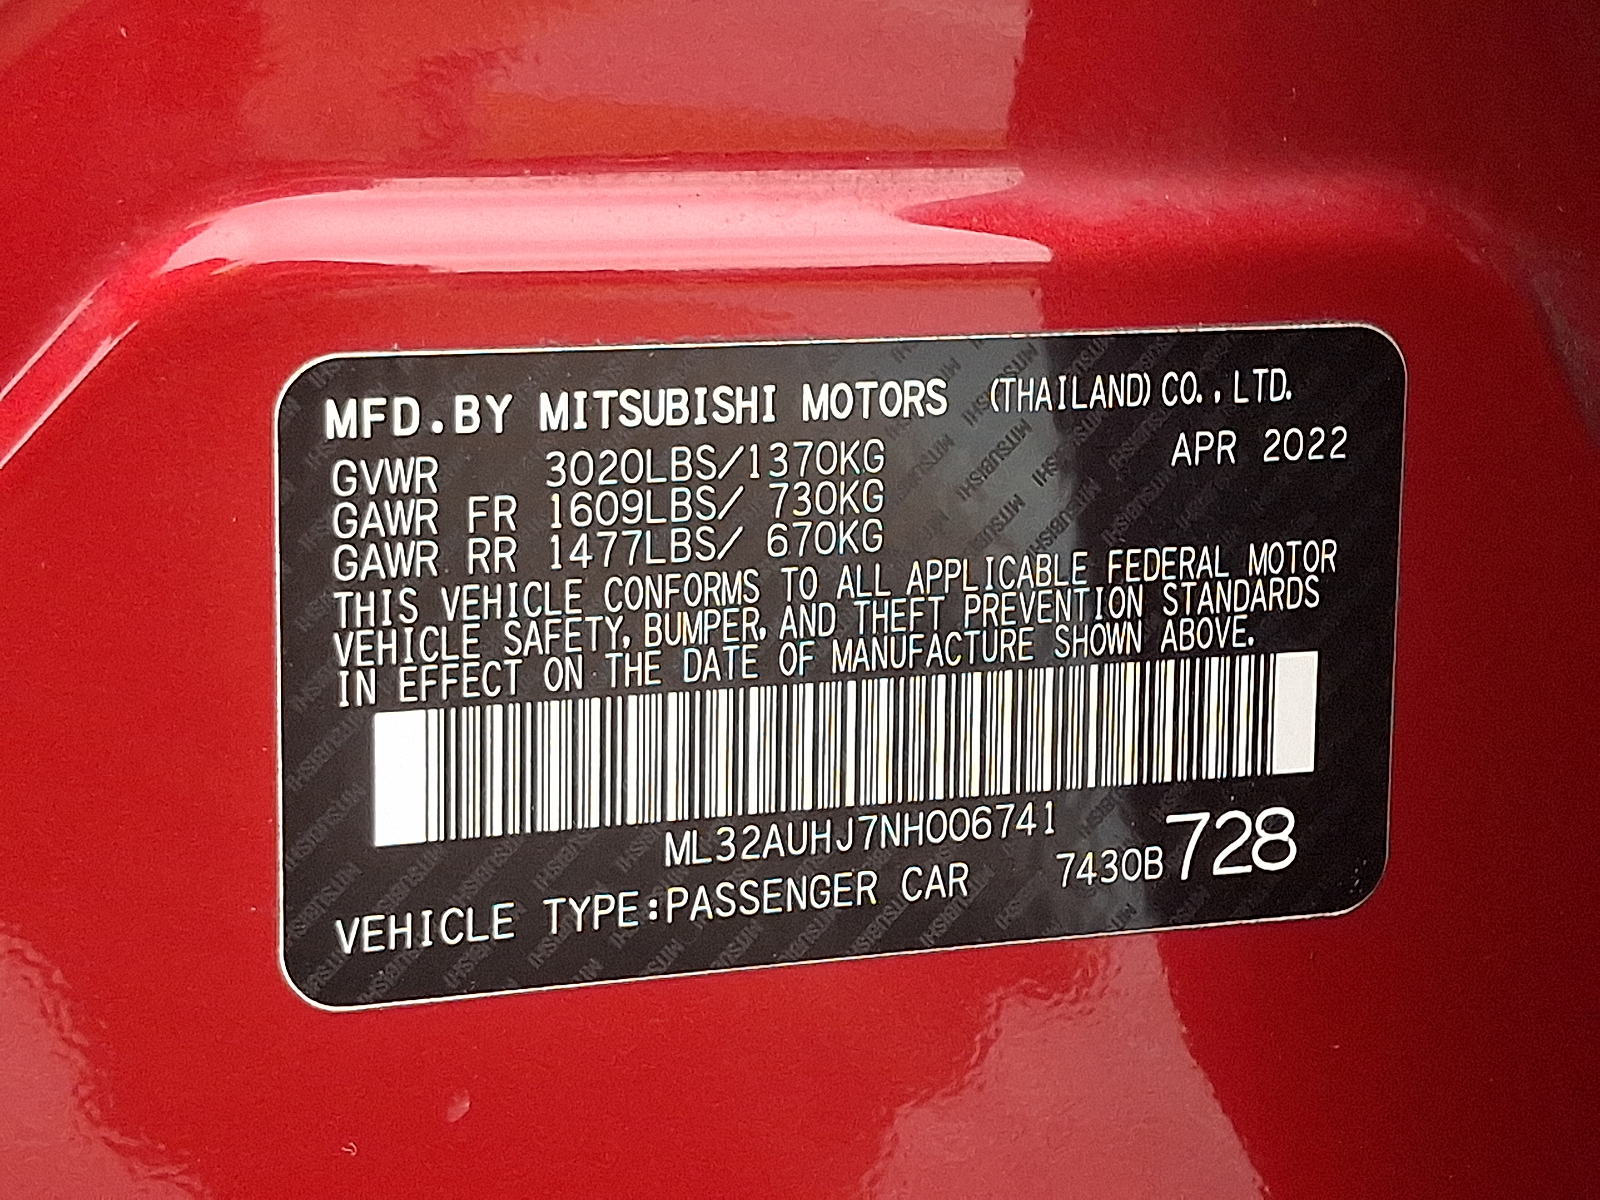 MFD.BY MITSUBISHI MOTORS (THAILAND) CO.,LTD.
GVWR 3020LBS/1370KG APR 2022
GAWR FR 1609LBS/ 730KG
GAWR RR 1477LBS/ 670KG
THIS VEHICLE CONFORMS TO ALL APPLICABLE FEDERAL MOTOR
VEHICLE SAFETY, BUMPER, AND THEFT PREVENTION STANDARDS
IN EFFECT ON THE DATE OF MANUFACTURE SHOWN ABOVE.
ML32AUHJ7NH006741
VEHICLE TYPE:PASSENGER CAR 7430B 728